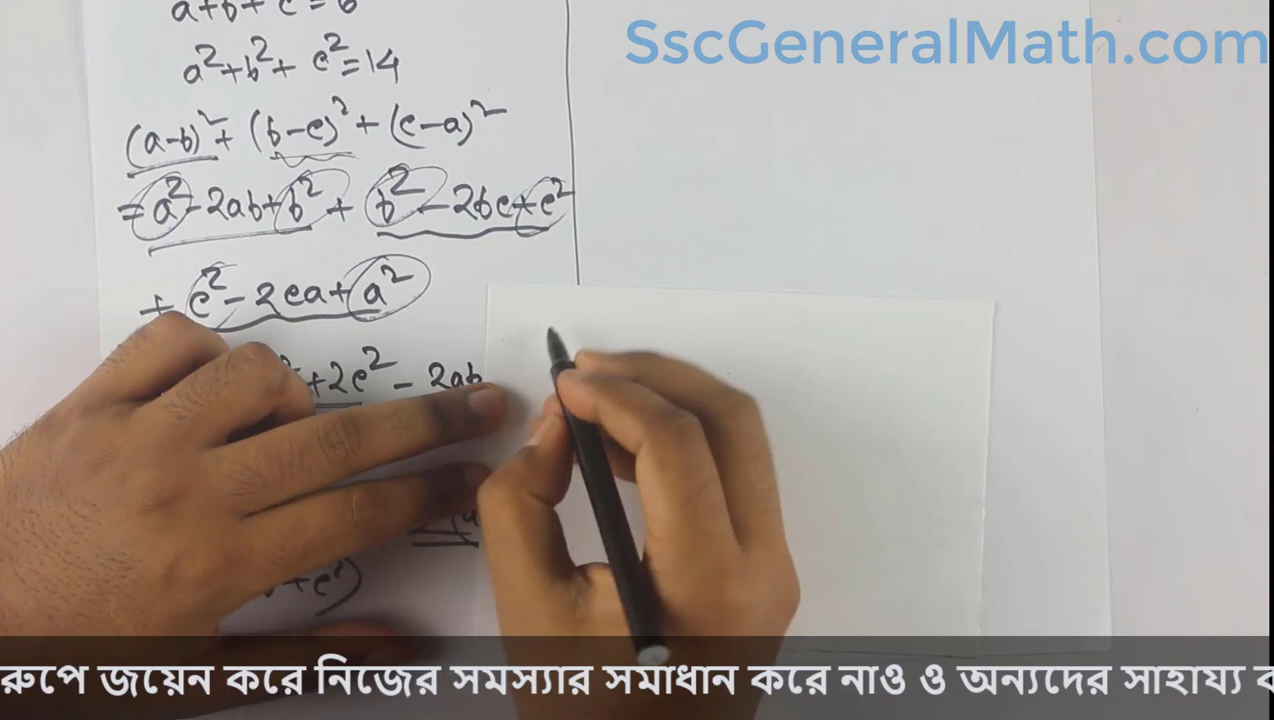 a+b+c=6
SscGeneralMath.com
a²+b²+c²=14
(a-b)²+(b-c)²+(c-a)²
=a²-2ab+b²+b²-2bc+c²
+c²-2ca+a²
+2c²-2ab
+c²)
রুপে জয়েন করে নিজের সমস্যার সমাধান করে নাও ও অন্যদের সাহায্য ক